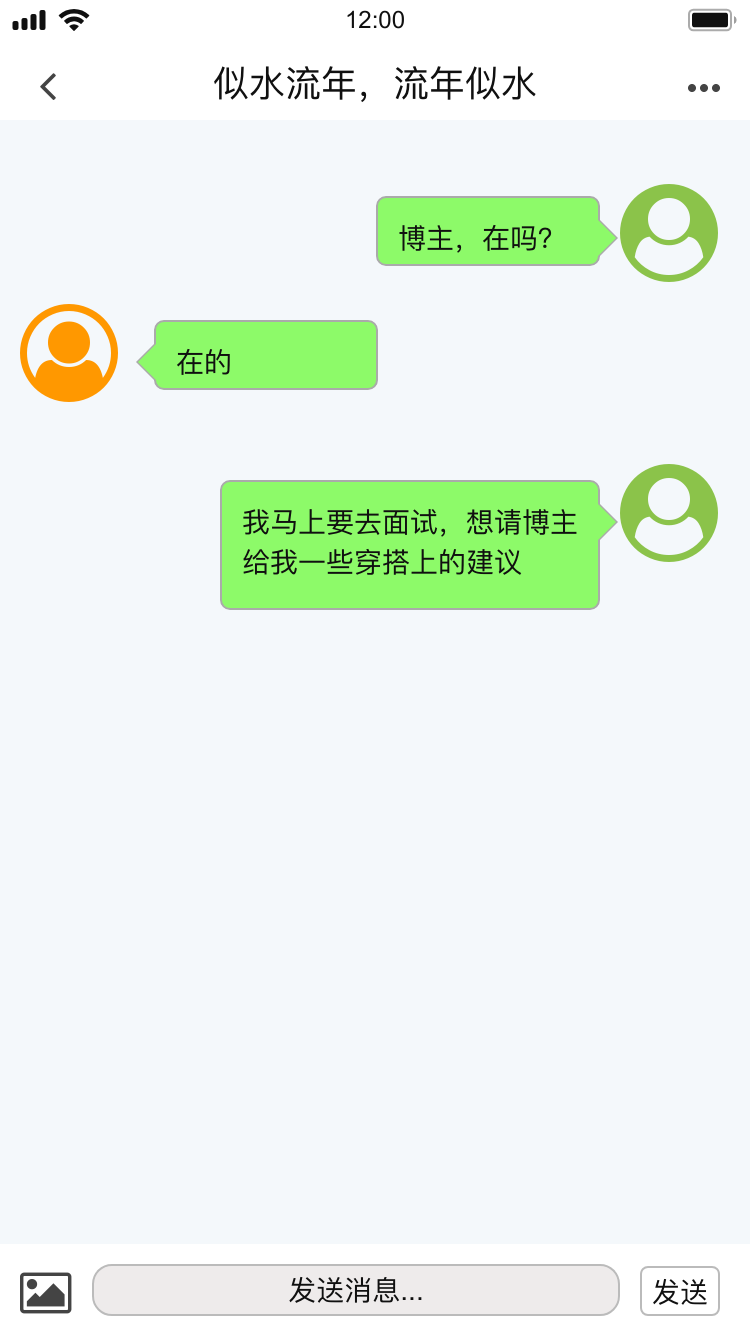 12:00
似水流年，流年似水
博主，在吗？
在的
我马上要去面试，想请博主
给我一些穿搭上的建议
发送消息...
发送